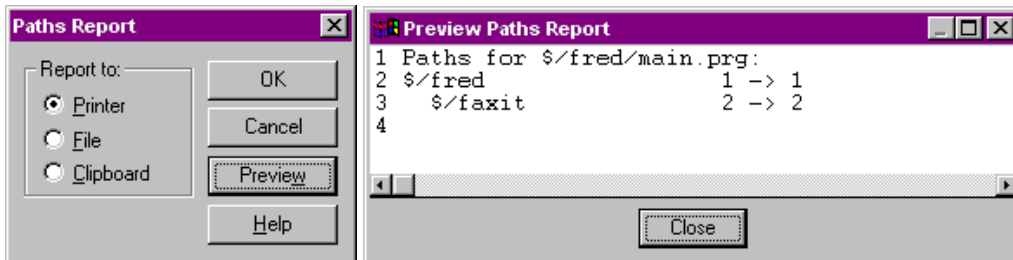 Paths Report
Report to:
Printer
File
Clipboard
OK
Cancel
Preview
Help
Preview Paths Report
1 Paths for $/fred/main.prg:
2 $/fred 1 -> 1
3 $/faxit 2 -> 2
4
Close